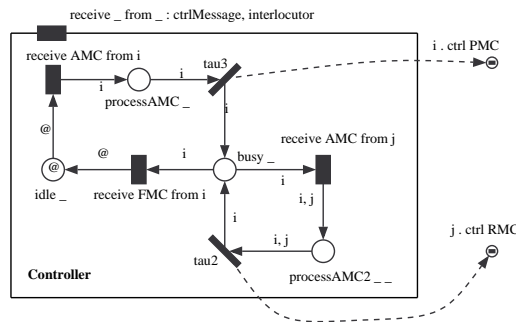 receive _ from _ : ctrlMessage, interlocutor
receive AMC from i
tau3
i . ctrl PMC
i
i
processAMC _
i
receive AMC from j
@
@
i
busy _
i
@
idle _
receive FMC from i
i, j
i
i, j
j . ctrl RMC
tau2
Controller
processAMC2 _ _